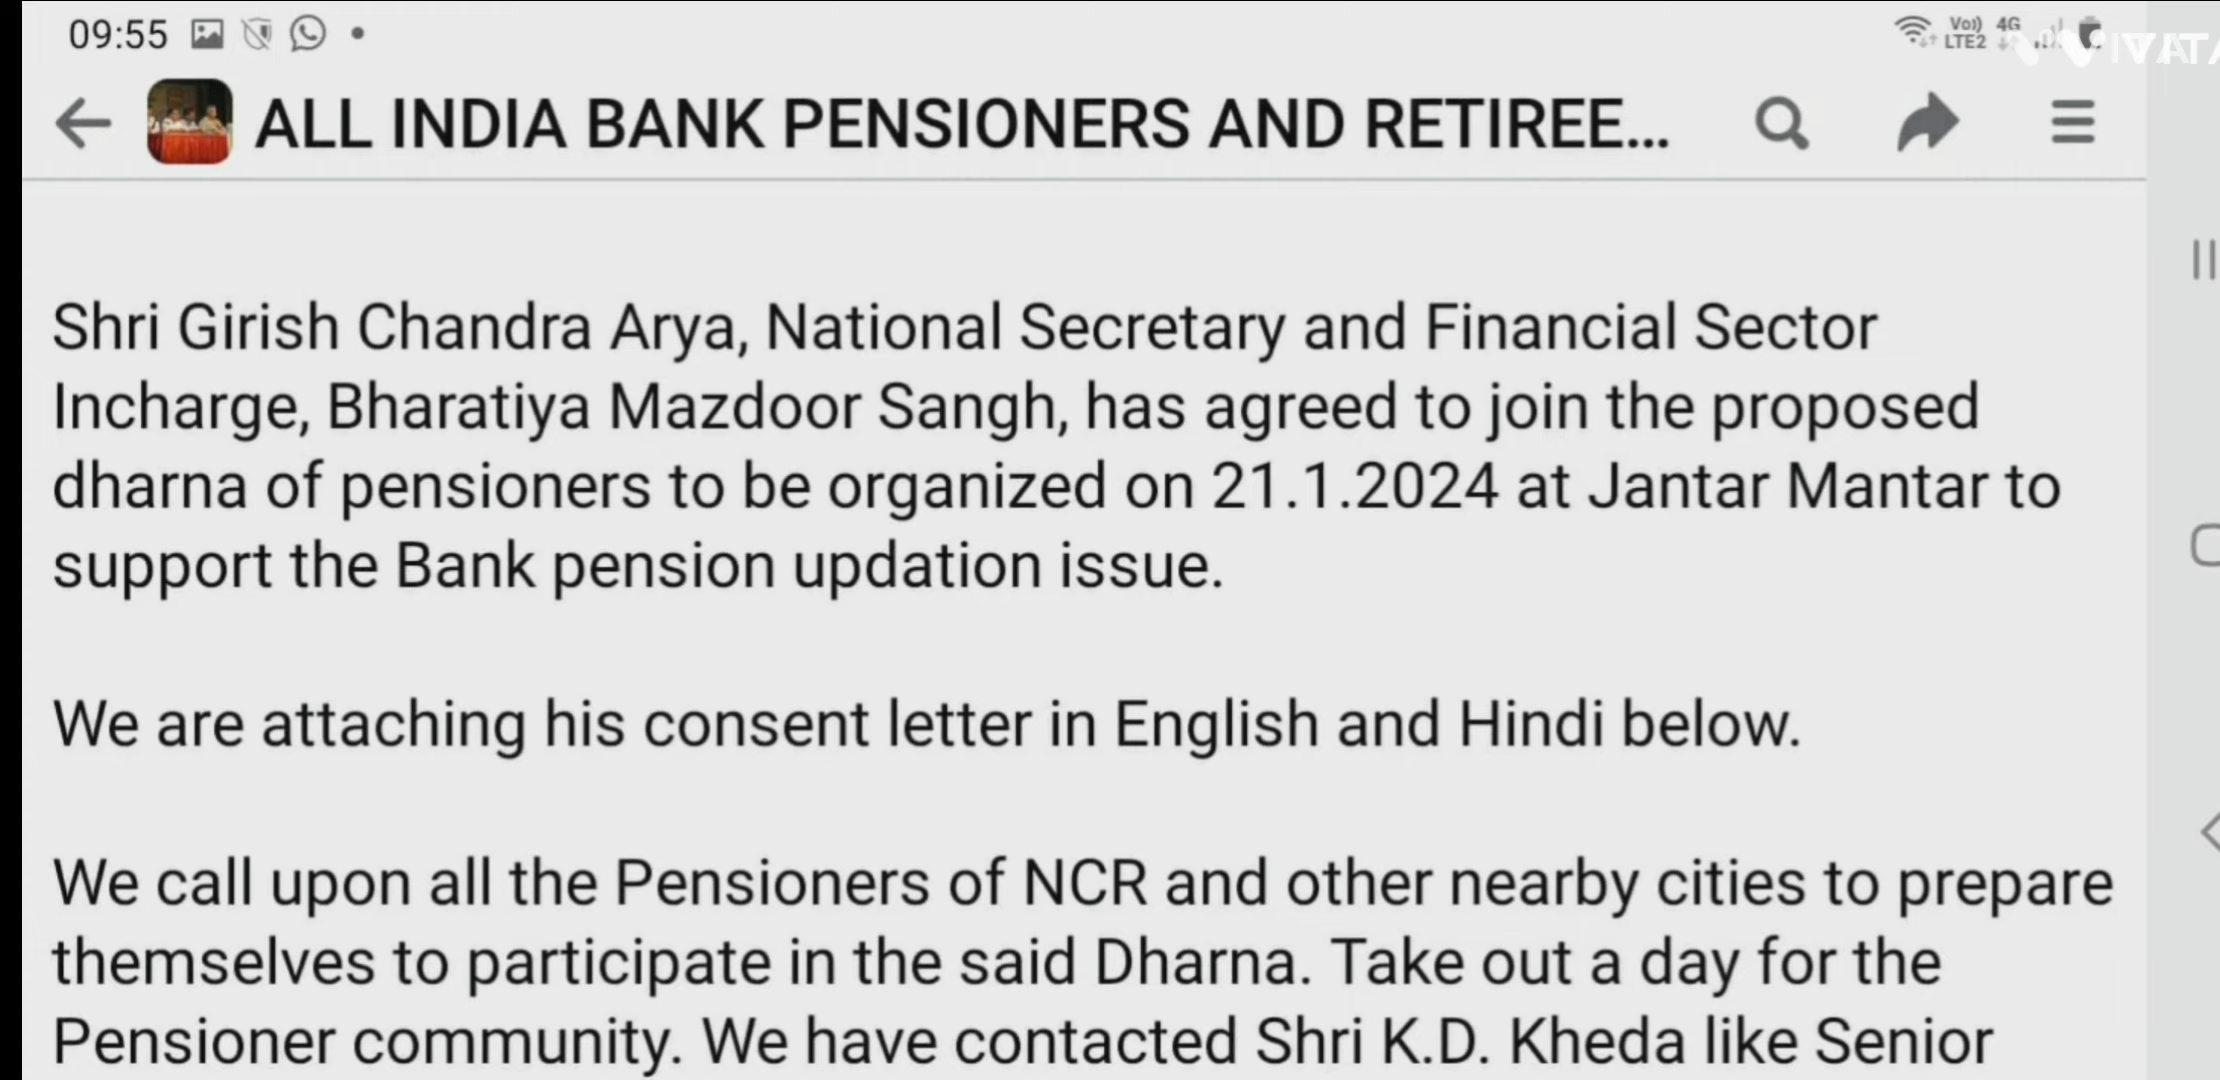 09:55
Vo)) 4G
LTE2
ALL INDIA BANK PENSIONERS AND RETIREE...
Shri Girish Chandra Arya, National Secretary and Financial Sector
Incharge, Bharatiya Mazdoor Sangh, has agreed to join the proposed
dharna of pensioners to be organized on 21.1.2024 at Jantar Mantar to
support the Bank pension updation issue.
We are attaching his consent letter in English and Hindi below.
We call upon all the Pensioners of NCR and other nearby cities to prepare
themselves to participate in the said Dharna. Take out a day for the
Pensioner community. We have contacted Shri K.D. Kheda like Senior